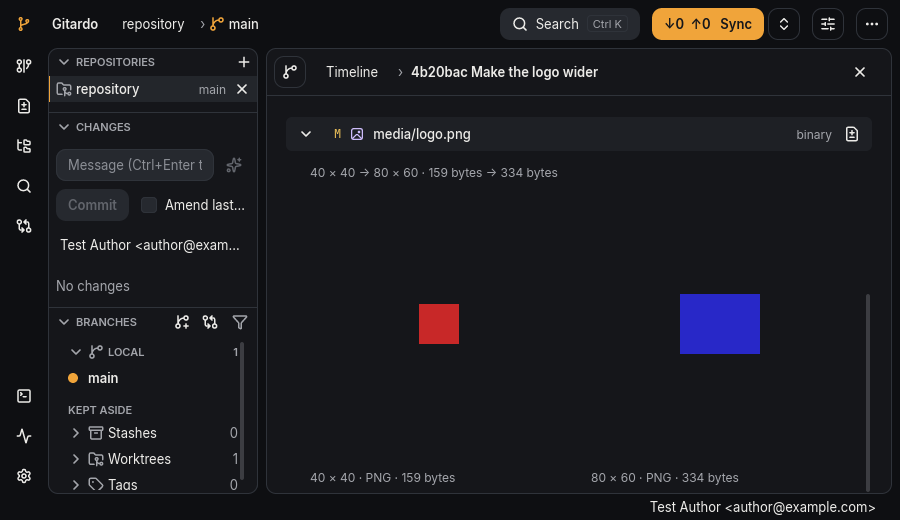 Gitardo repository › main Search Ctrl K ↓0 ↑0 Sync
REPOSITORIES
repository main
CHANGES
Message (Ctrl+Enter t
Commit Amend last...
Test Author <author@exam...
No changes
BRANCHES
LOCAL 1
main
KEPT ASIDE
Stashes 0
Worktrees 1
Tags 0
Timeline › 4b20bac Make the logo wider
M media/logo.png binary
40 × 40 → 80 × 60 · 159 bytes → 334 bytes
40 × 40 · PNG · 159 bytes
80 × 60 · PNG · 334 bytes
Test Author <author@example.com>